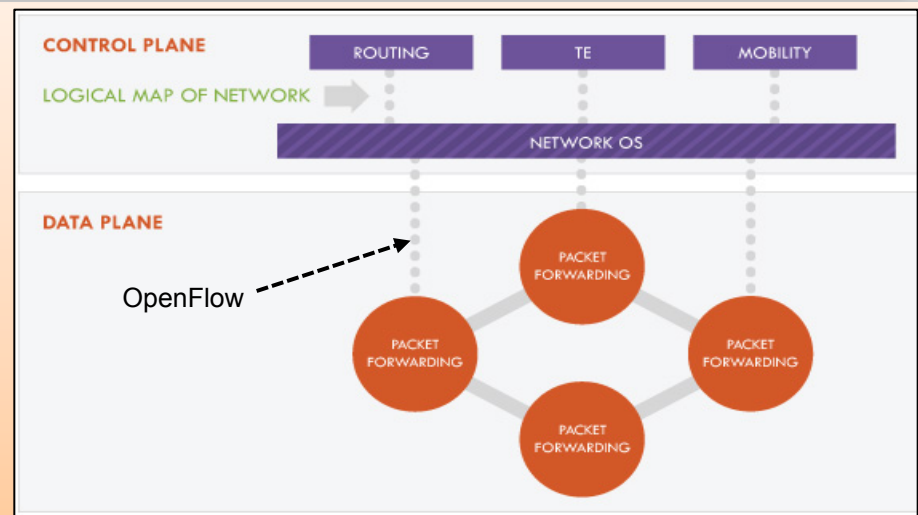 CONTROL PLANE
ROUTING
TE
MOBILITY
LOGICAL MAP OF NETWORK
NETWORK OS
DATA PLANE
OpenFlow
PACKET
FORWARDING
PACKET
FORWARDING
PACKET
FORWARDING
PACKET
FORWARDING